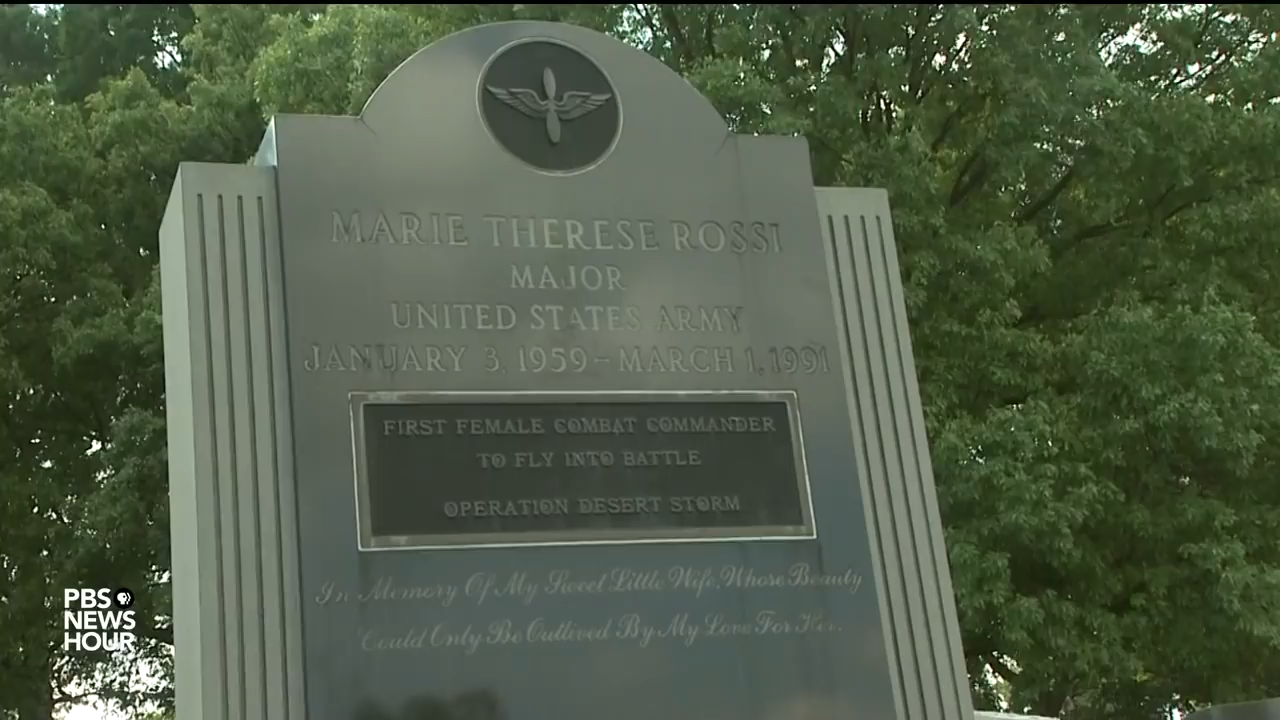 MARIE THERESE ROSSI
MAJOR
UNITED STATES ARMY
JANUARY 3, 1959 – MARCH 1, 1991
FIRST FEMALE COMBAT COMMANDER
TO FLY INTO BATTLE
OPERATION DESERT STORM
In Memory Of My Sweet Little Wife, Whose Beauty
Could Only Be Outlived By My Love For Her.
PBS
NEWS
HOUR